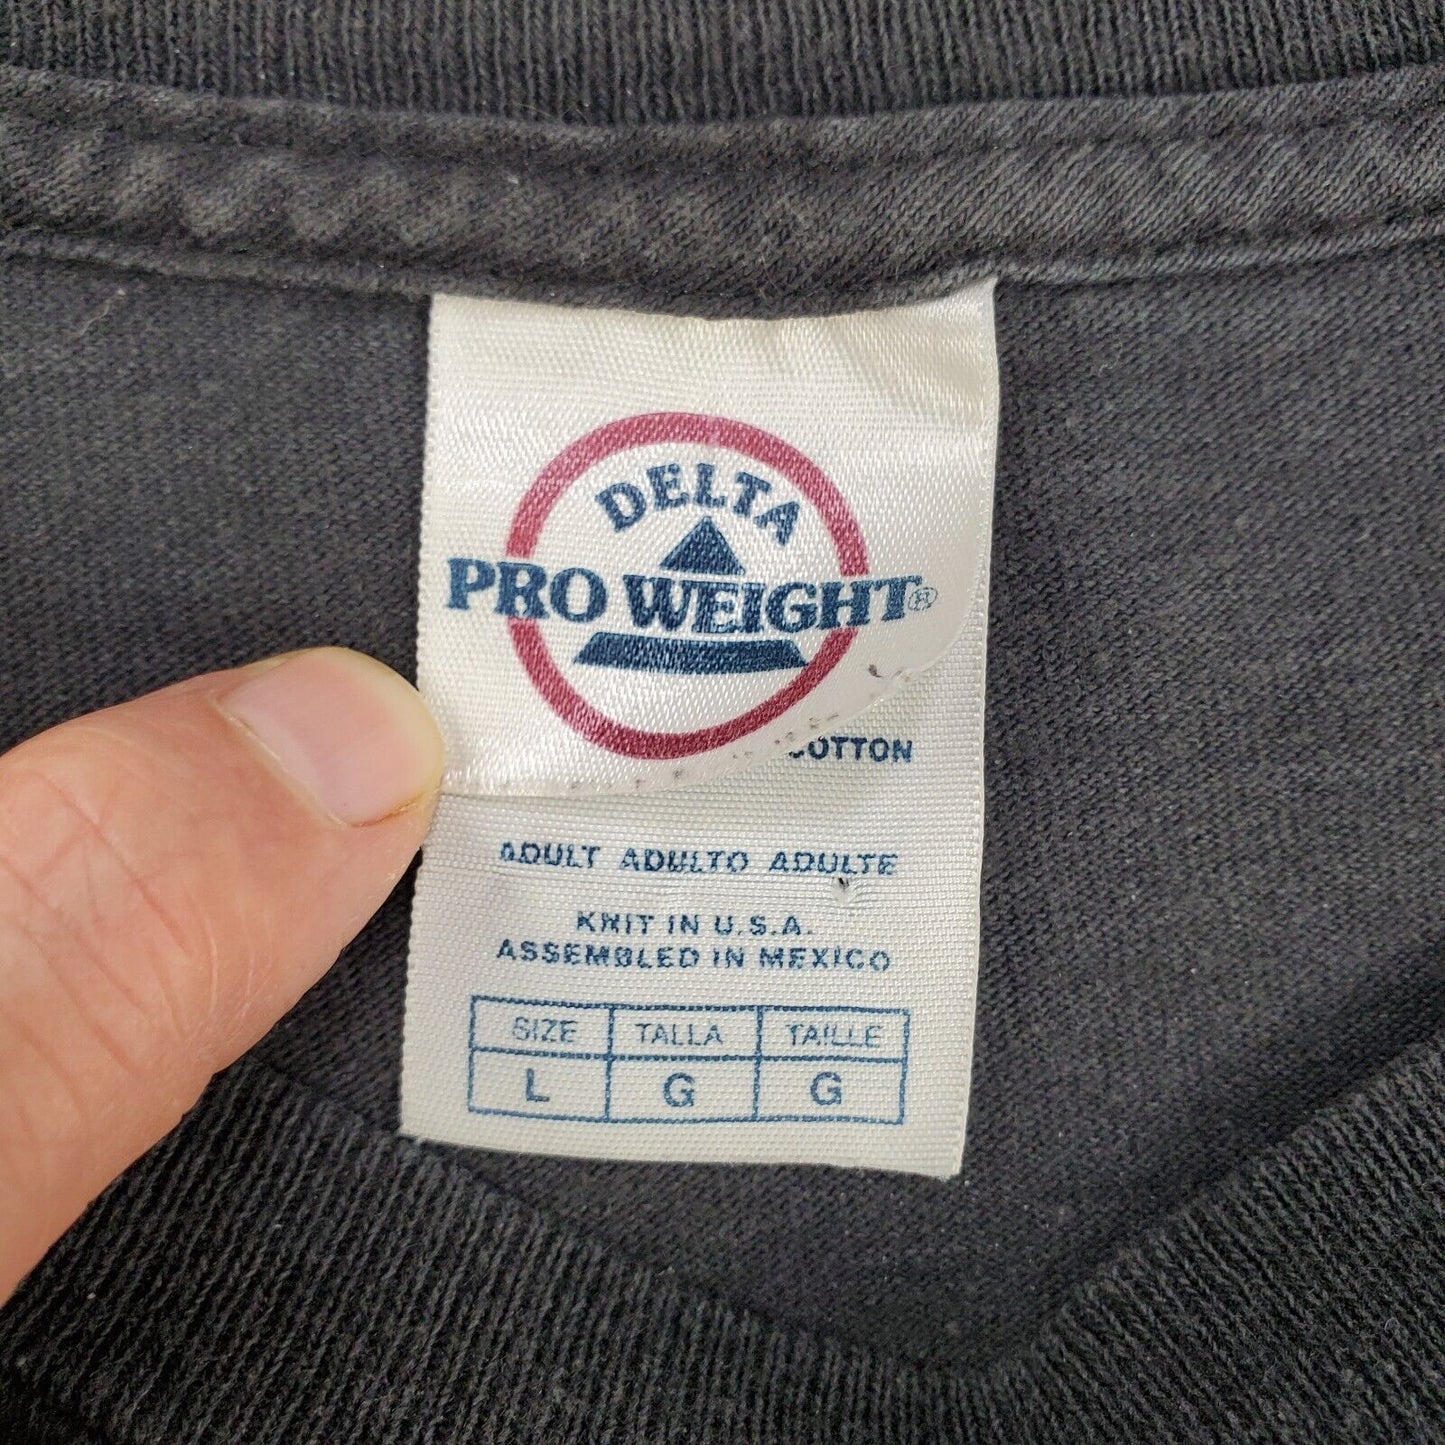 DELTA
PRO WEIGHT®
COTTON
ADULT ADULTO ADULTE
KNIT IN U.S.A.
ASSEMBLED IN MEXICO
SIZE TALLA TAILLE
L G G